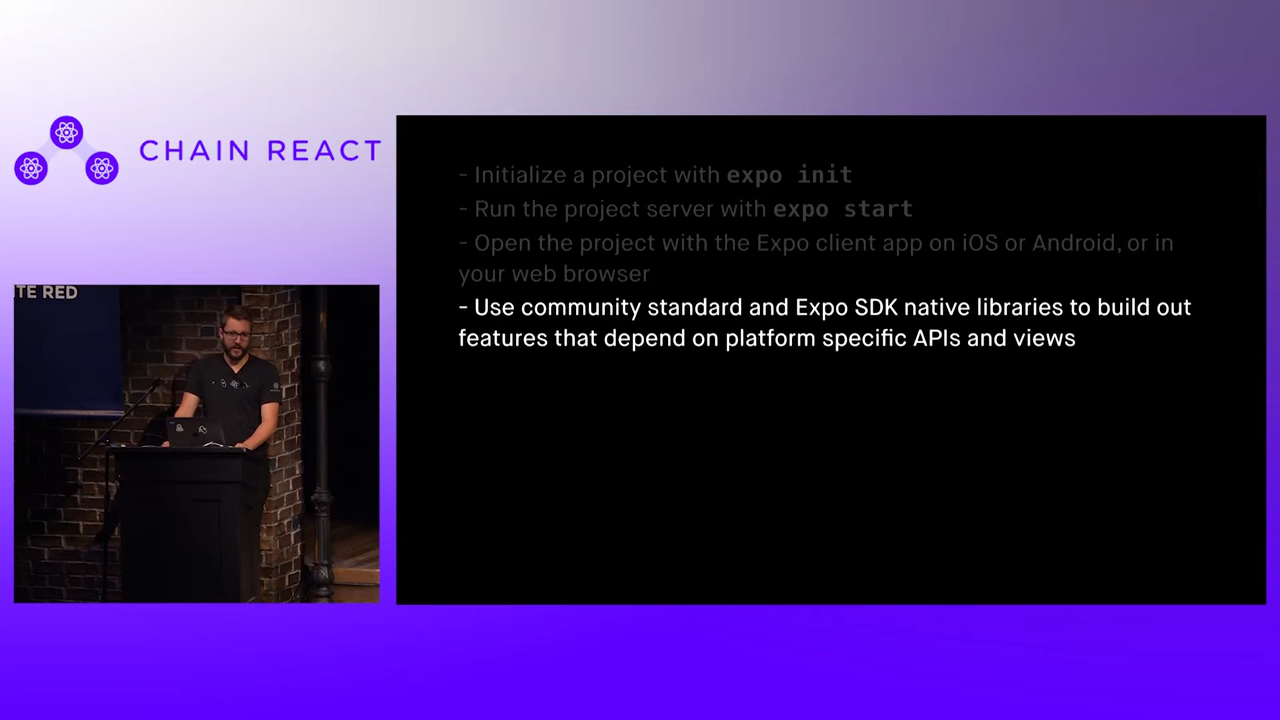 CHAIN REACT
ITE RED
- Initialize a project with expo init
- Run the project server with expo start
- Open the project with the Expo client app on iOS or Android, or in
your web browser
- Use community standard and Expo SDK native libraries to build out
features that depend on platform specific APIs and views